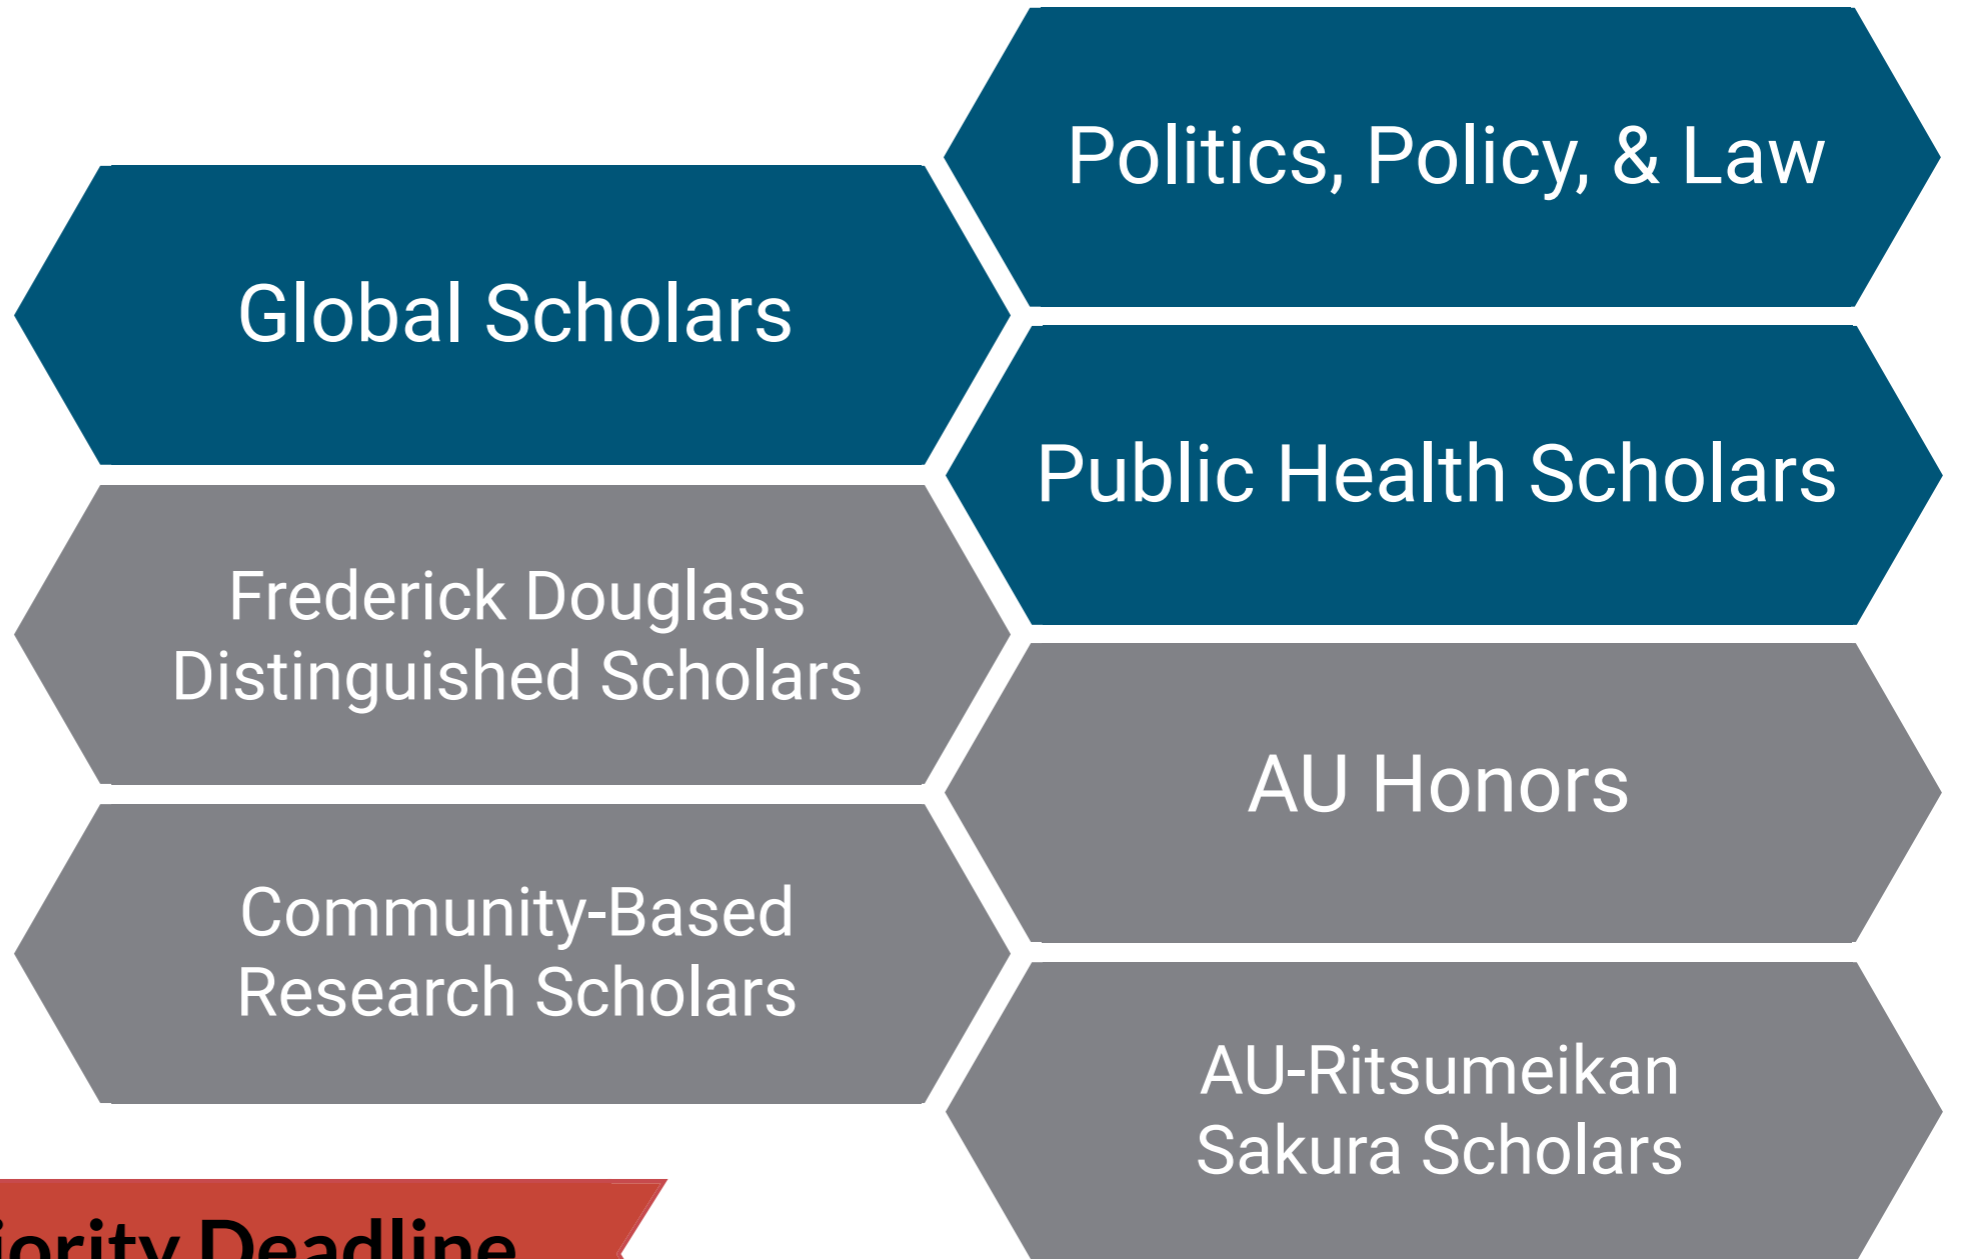 Politics, Policy, & Law
Global Scholars
Public Health Scholars
Frederick Douglass
Distinguished Scholars
AU Honors
Community-Based
Research Scholars
AU-Ritsumeikan
Sakura Scholars
Deadline